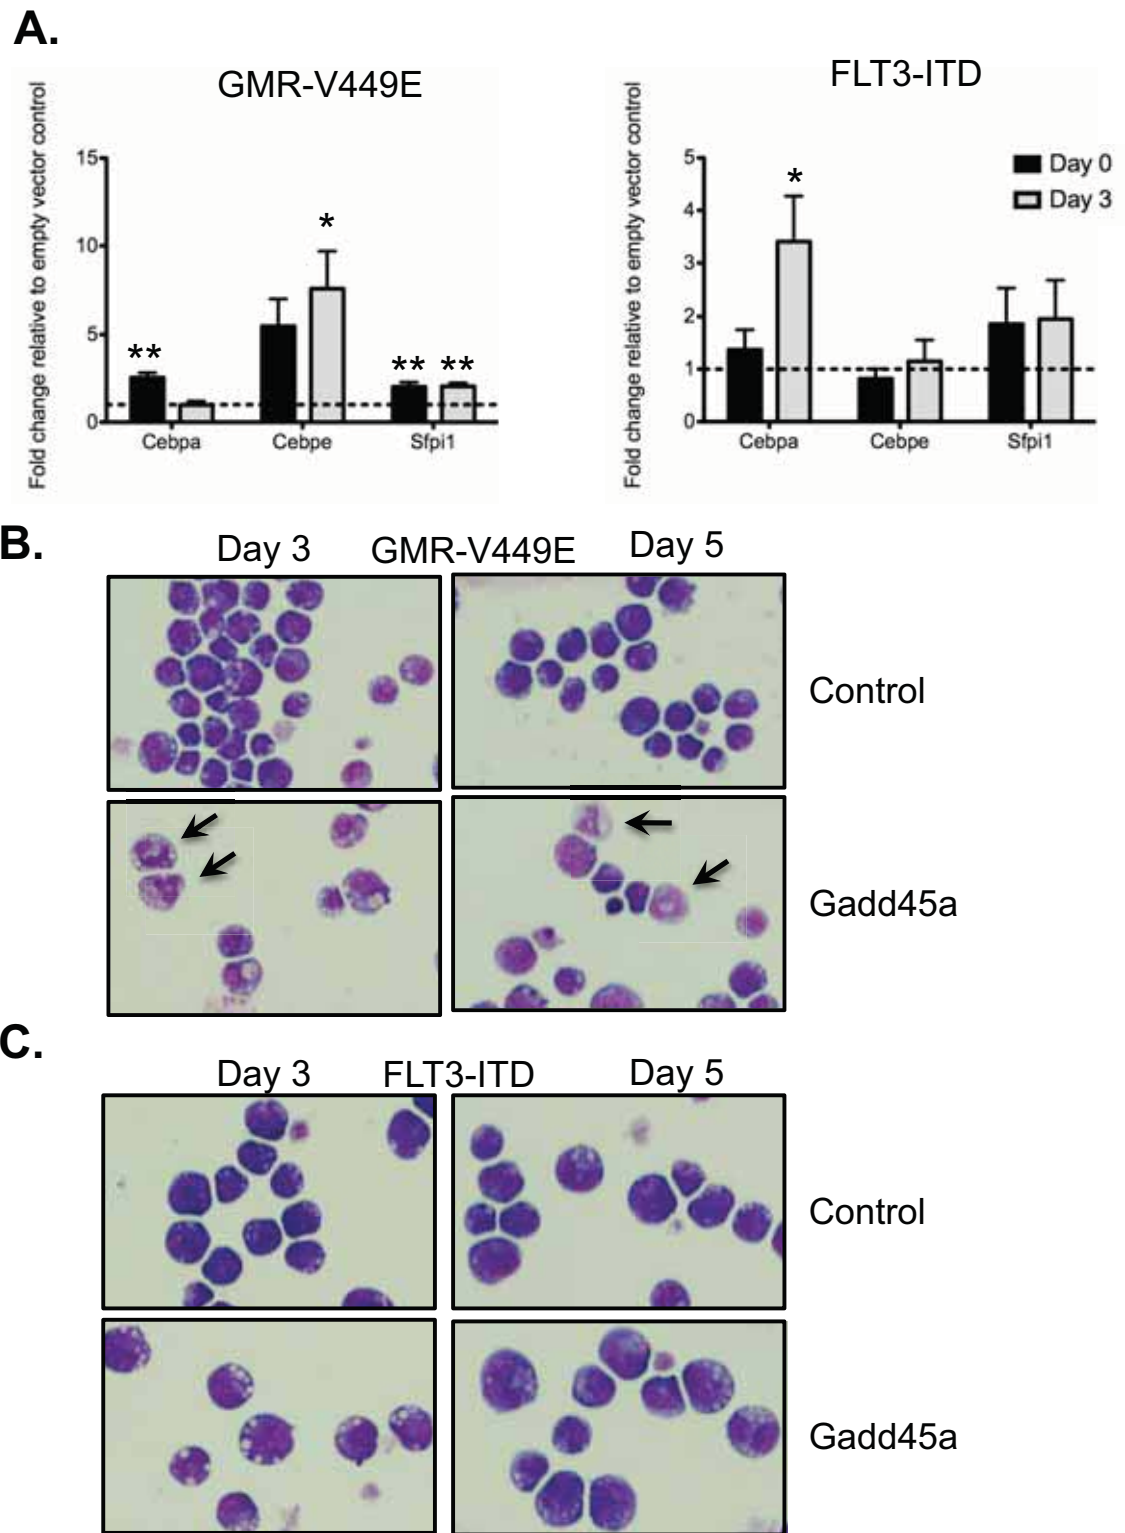 A.
GMR-V449E
FLT3-ITD
Fold change relative to empty vector control
15
10
5
0
**
*
** **
Cebpa Cebpe Sfpi1
Fold change relative to empty vector control
5
4
3
2
1
0
*
Cebpa Cebpe Sfpi1
Day 0
Day 3
B.
Day 3 GMR-V449E Day 5
Control
Gadd45a
C.
Day 3 FLT3-ITD Day 5
Control
Gadd45a